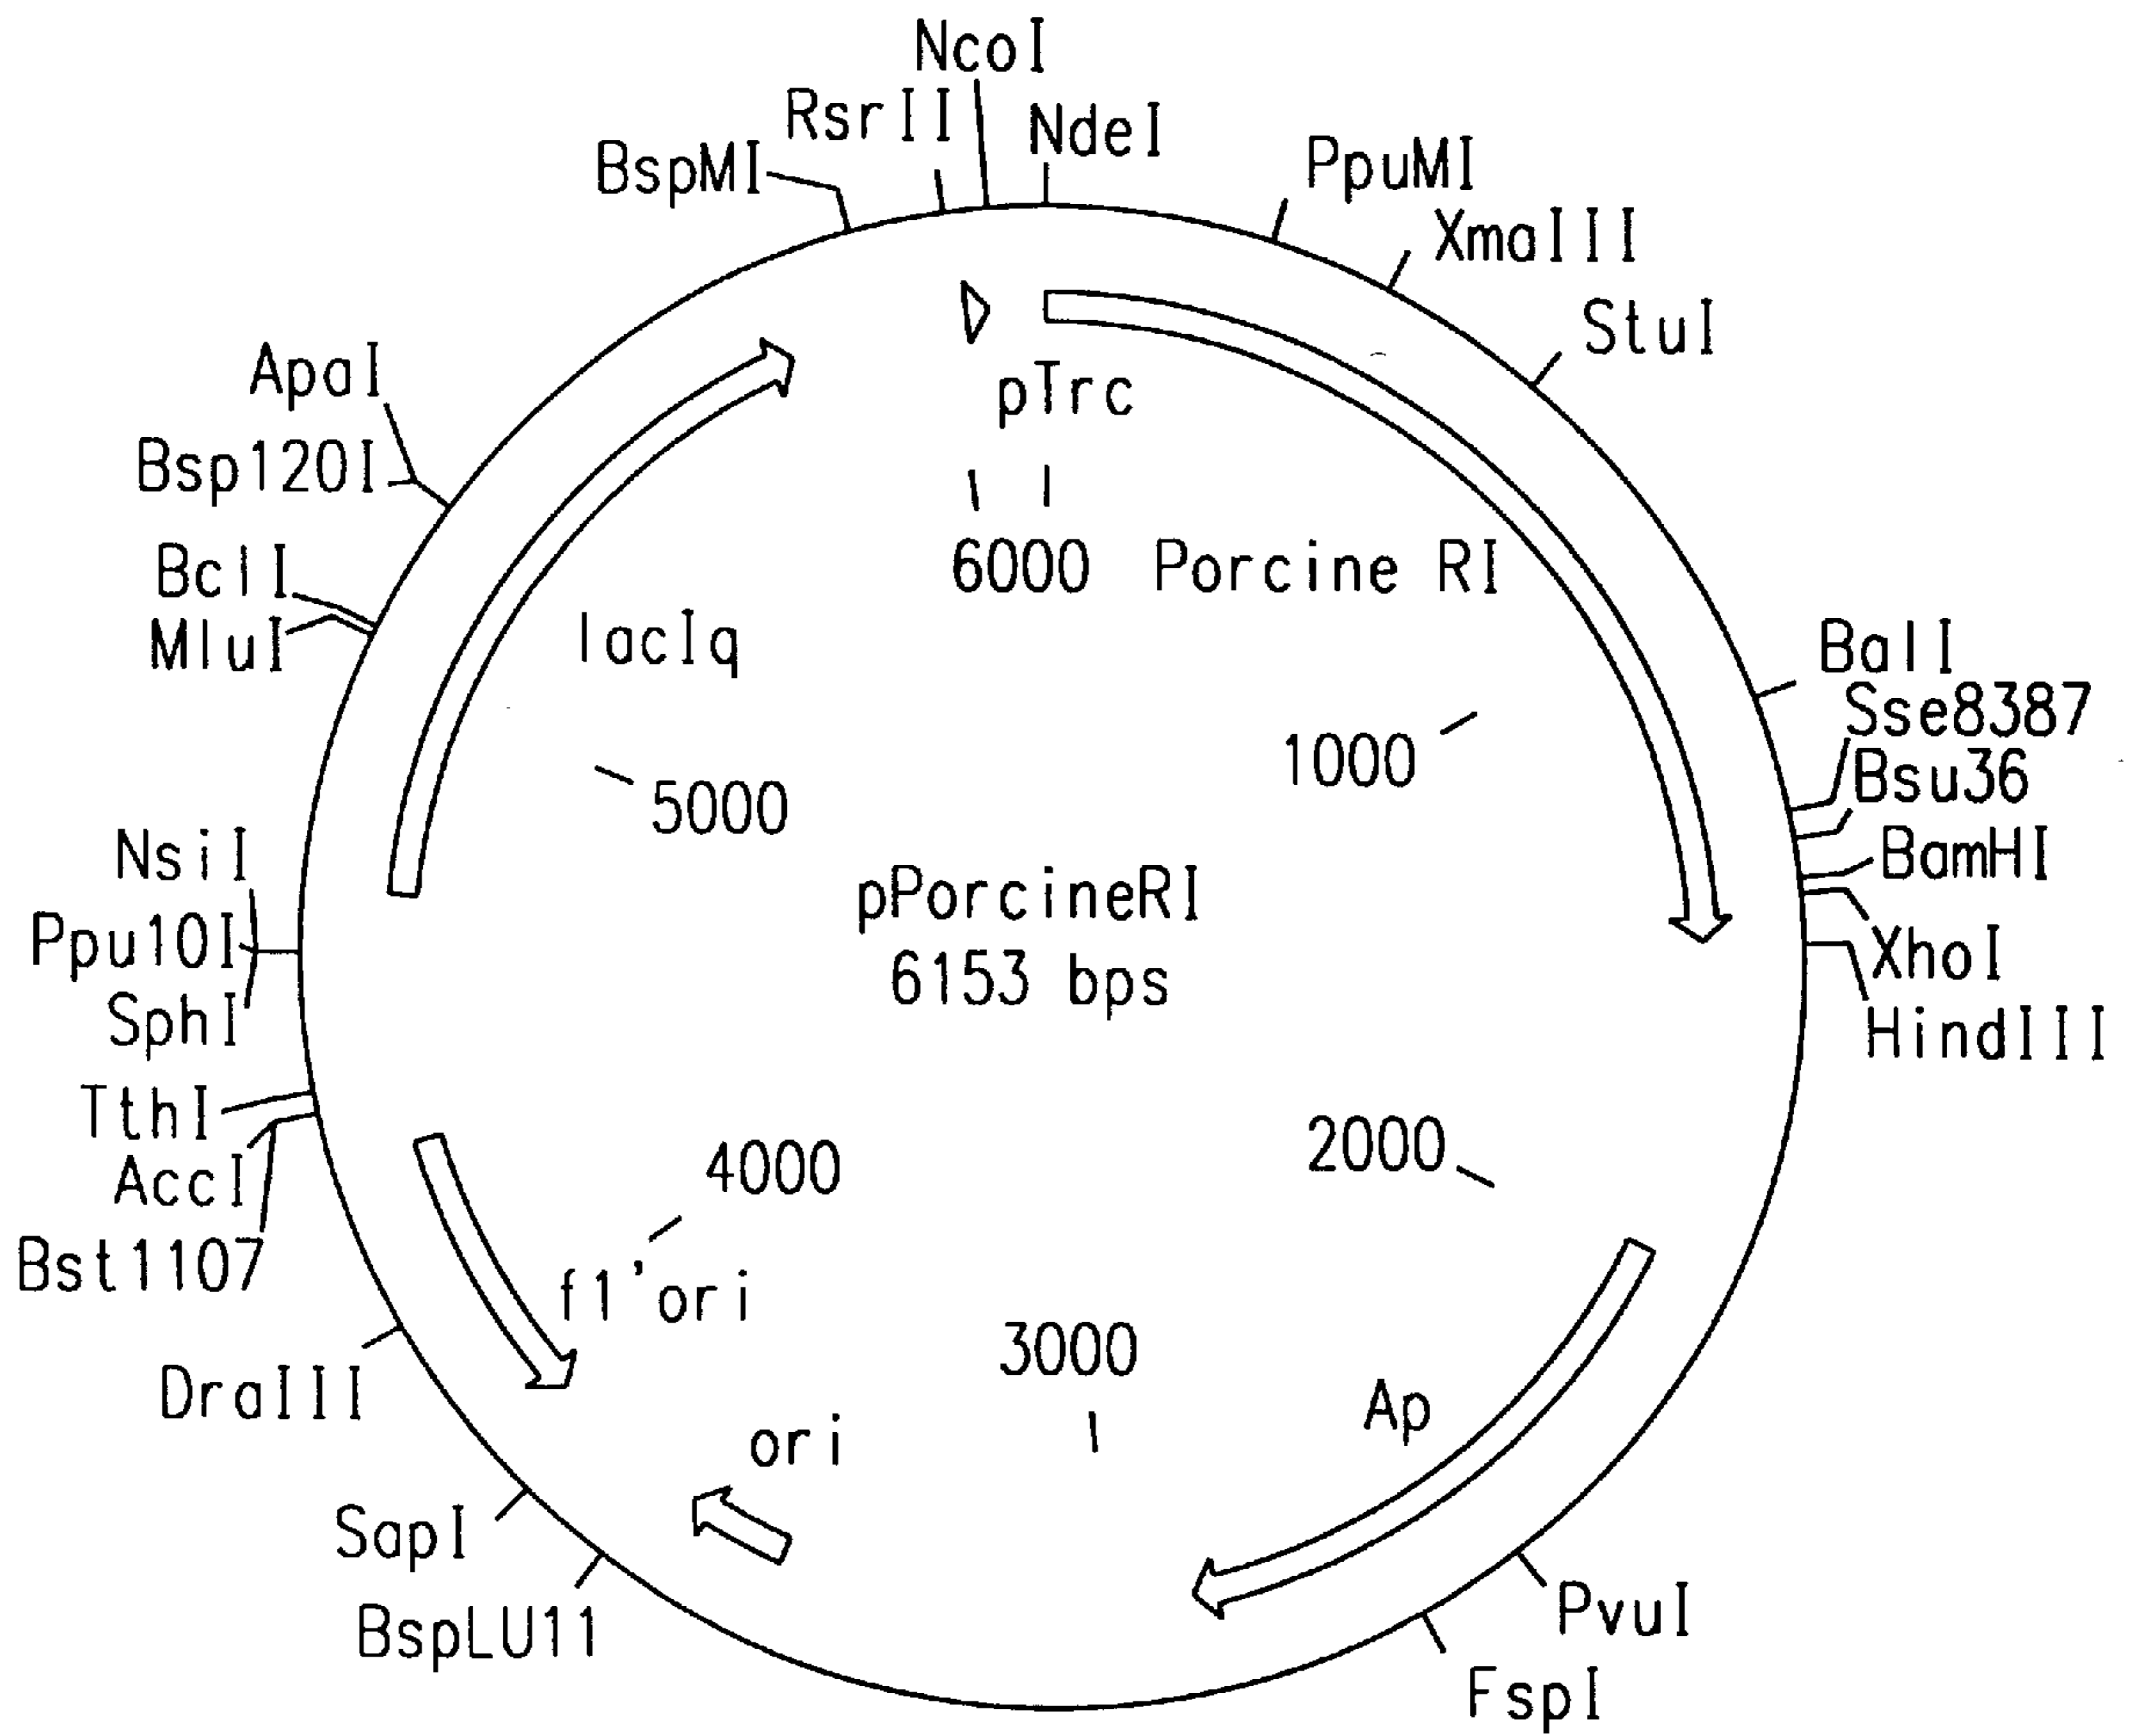 NcoI
RsrII
NdeI
BspMI
PpuMI
XmaIII
StuI
ApaI
pTrc
Bsp120I
6000
Porcine RI
BclI
MluI
lacIq
BalI
Sse8387
1000
Bsu36
5000
NsiI
BamHI
pPorcineRI
Ppu10I
XhoI
6153 bps
SphI
HindIII
TthI
2000
4000
AccI
Bst1107
f1'ori
3000
DraIII
Ap
ori
SapI
BspLU11
PvuI
FspI